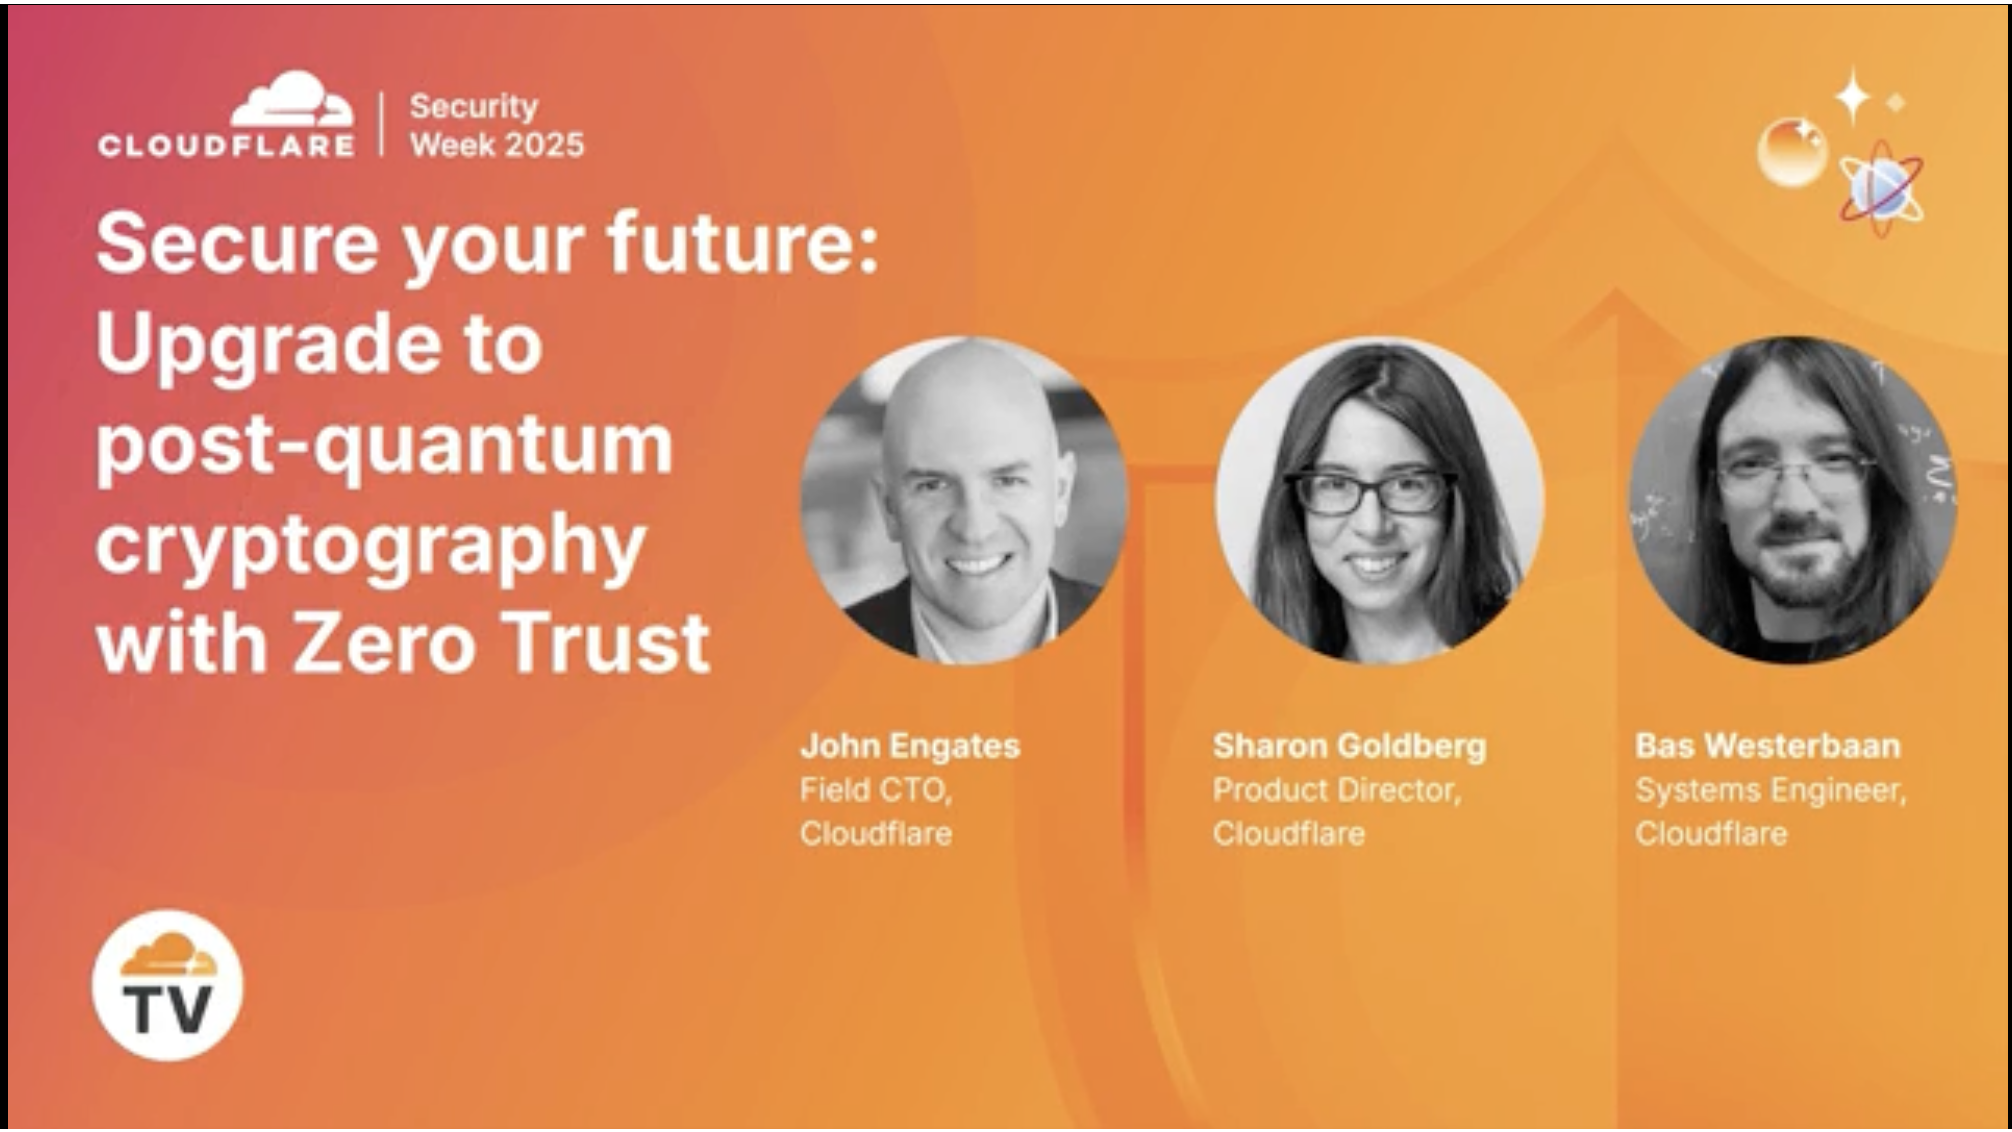 CLOUDFLARE
Security
Week 2025
Secure your future:
Upgrade to
post-quantum
cryptography
with Zero Trust
John Engates
Field CTO,
Cloudflare
Sharon Goldberg
Product Director,
Cloudflare
Bas Westerbaan
Systems Engineer,
Cloudflare
TV